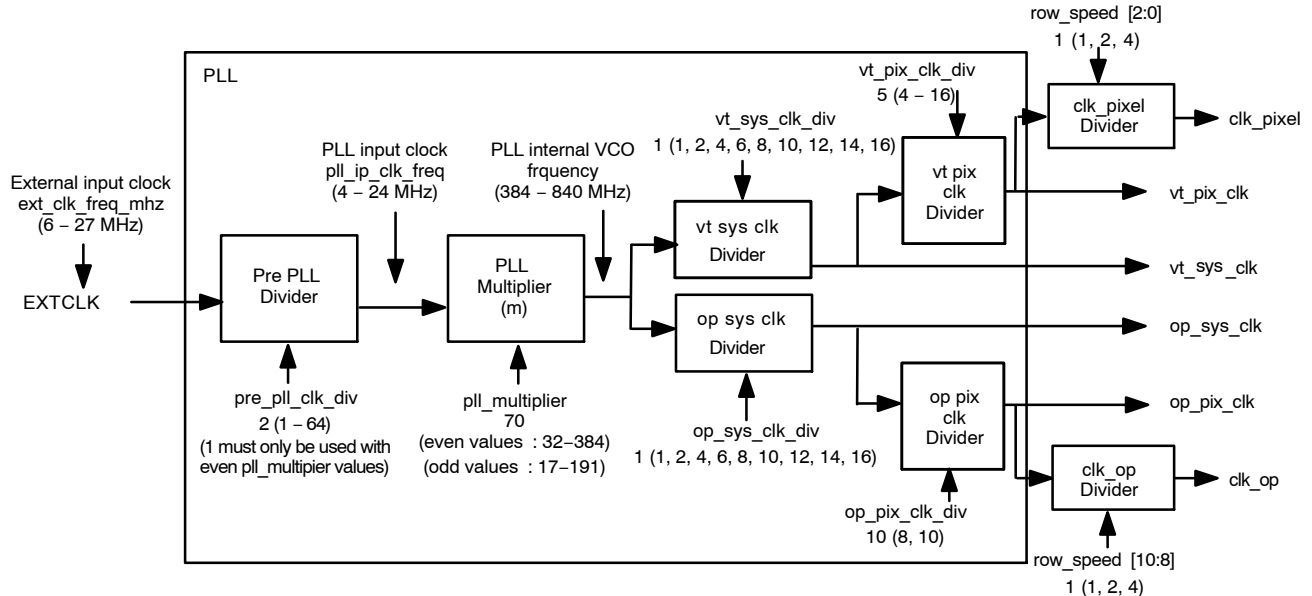 row_speed [2:0]
1 (1, 2, 4)
PLL
vt_pix_clk_div
5 (4 – 16)
clk_pixel
Divider
clk_pixel
vt_sys_clk_div
1 (1, 2, 4, 6, 8, 10, 12, 14, 16)
PLL input clock
pll_ip_clk_freq
(4 – 24 MHz)
PLL internal VCO
frquency
(384 – 840 MHz)
External input clock
ext_clk_freq_mhz
(6 – 27 MHz)
vt pix
clk
Divider
vt_pix_clk
vt sys clk
Divider
vt_sys_clk
EXTCLK
Pre PLL
Divider
PLL
Multiplier
(m)
op sys clk
Divider
op_sys_clk
pre_pll_clk_div
2 (1 – 64)
(1 must only be used with
even pll_multipier values)
pll_multiplier
70
(even values : 32–384)
(odd values : 17–191)
op_sys_clk_div
1 (1, 2, 4, 6, 8, 10, 12, 14, 16)
op pix
clk
Divider
op_pix_clk
clk_op
Divider
clk_op
op_pix_clk_div
10 (8, 10)
row_speed [10:8]
1 (1, 2, 4)